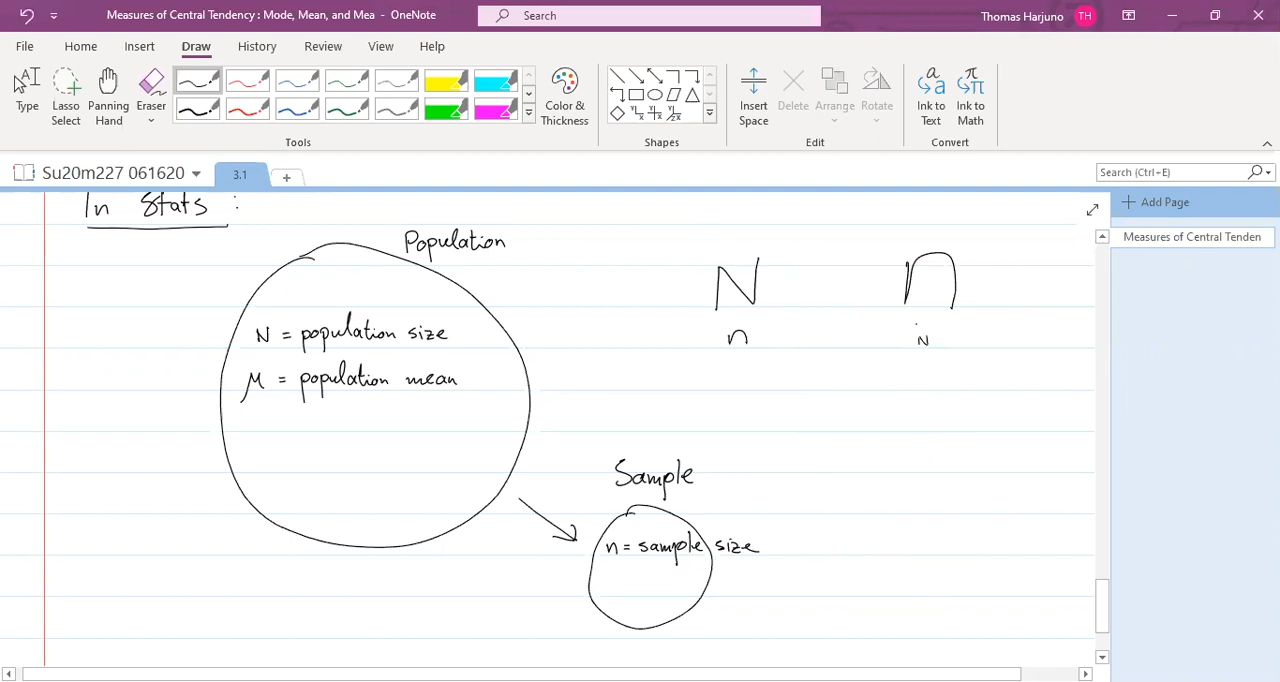 Measures of Central Tendency : Mode, Mean, and Mea - OneNote
Search
Thomas Harjuno
TH
File
Home
Insert
Draw
History
Review
View
Help
Type
Lasso Select
Panning Hand
Eraser
Color & Thickness
Insert Space
Delete
Arrange
Rotate
Ink to Text
Ink to Math
Tools
Shapes
Edit
Convert
Su20m227 061620
3.1
Search (Ctrl+E)
Add Page
Measures of Central Tenden
In Stats :
Population
N n
n N
N = population size
μ = population mean
Sample
n = sample size